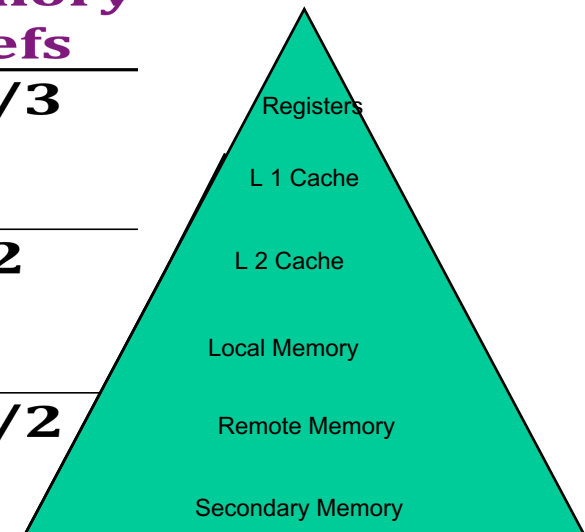 efs
/3
2
/2
Registers
L 1 Cache
L 2 Cache
Local Memory
Remote Memory
Secondary Memory